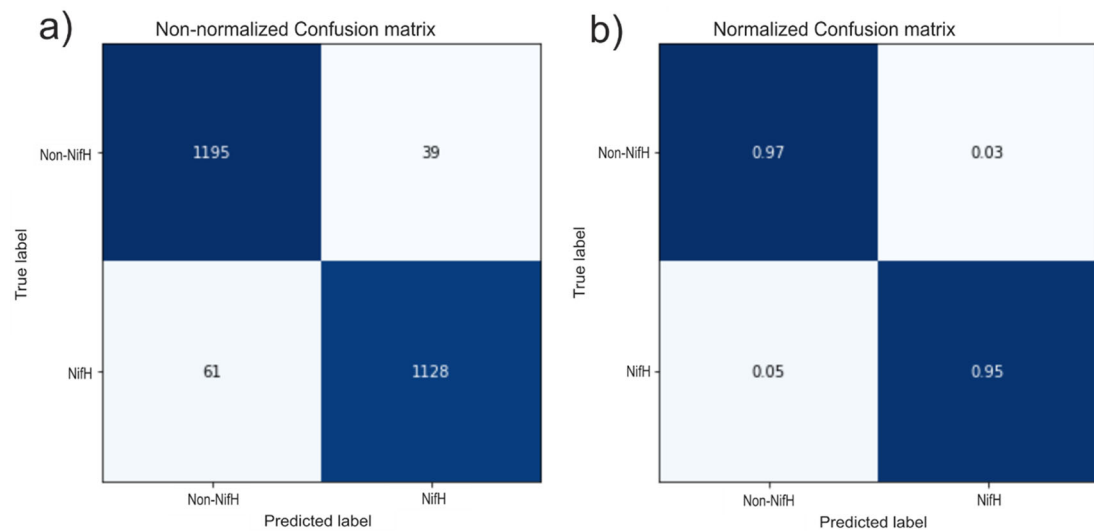 a)
Non-normalized Confusion matrix
True label
Non-NifH
1195
39
NifH
61
1128
Non-NifH
NifH
Predicted label
b)
Normalized Confusion matrix
True label
Non-NifH
0.97
0.03
NifH
0.05
0.95
Non-NifH
NifH
Predicted label